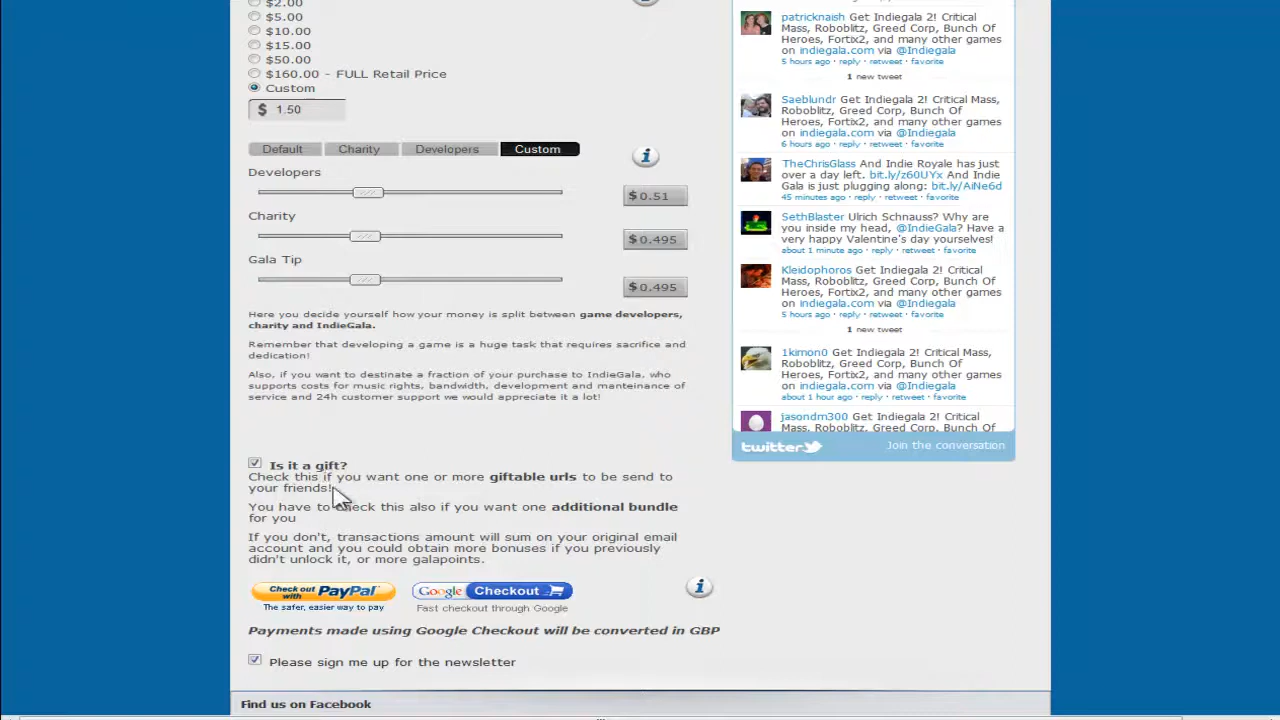 $2.00
$5.00
$10.00
$15.00
$50.00
$160.00 - FULL Retail Price
Custom
$ 1.50
Default Charity Developers Custom
Developers
$ 0.51
Charity
$ 0.495
Gala Tip
$ 0.495
Here you decide yourself how your money is split between game developers,
charity and IndieGala.
Remember that developing a game is a huge task that requires sacrifice and
dedication!
Also, if you want to destinate a fraction of your purchase to IndieGala, who
supports costs for music rights, bandwidth, development and manteinance of
service and 24h customer support we would appreciate it a lot!
Is it a gift?
Check this if you want one or more giftable urls to be send to
your friends!
You have to check this also if you want one additional bundle
for you
If you don't, transactions amount will sum on your original email
account and you could obtain more bonuses if you previously
didn't unlock it, or more galapoints.
Check out with PayPal
The safer, easier way to pay
Google Checkout
Fast checkout through Google
Payments made using Google Checkout will be converted in GBP
Please sign me up for the newsletter
Find us on Facebook
patricknaish Get Indiegala 2! Critical
Mass, Roboblitz, Greed Corp, Bunch Of
Heroes, Fortix2, and many other games
on indiegala.com via @Indiegala
5 hours ago · reply · retweet · favorite
1 new tweet
Saeblundr Get Indiegala 2! Critical Mass,
Roboblitz, Greed Corp, Bunch Of
Heroes, Fortix2, and many other games
on indiegala.com via @Indiegala
6 hours ago · reply · retweet · favorite
TheChrisGlass And Indie Royale has just
over a day left. bit.ly/z60UYx And Indie
Gala is just plugging along: bit.ly/AiNe6d
45 minutes ago · reply · retweet · favorite
SethBlaster Ulrich Schnauss? Why are
you inside my head, @IndieGala? Have a
very happy Valentine's day yourselves!
about 1 minute ago · reply · retweet · favorite
Kleidophoros Get Indiegala 2! Critical
Mass, Roboblitz, Greed Corp, Bunch Of
Heroes, Fortix2, and many other games
on indiegala.com via @Indiegala
5 hours ago · reply · retweet · favorite
1 new tweet
1kimon0 Get Indiegala 2! Critical Mass,
Roboblitz, Greed Corp, Bunch Of
Heroes, Fortix2, and many other games
on indiegala.com via @Indiegala
about 1 hour ago · reply · retweet · favorite
jasondm300 Get Indiegala 2! Critical
Mass, Roboblitz, Greed Corp, Bunch Of
twitter Join the conversation